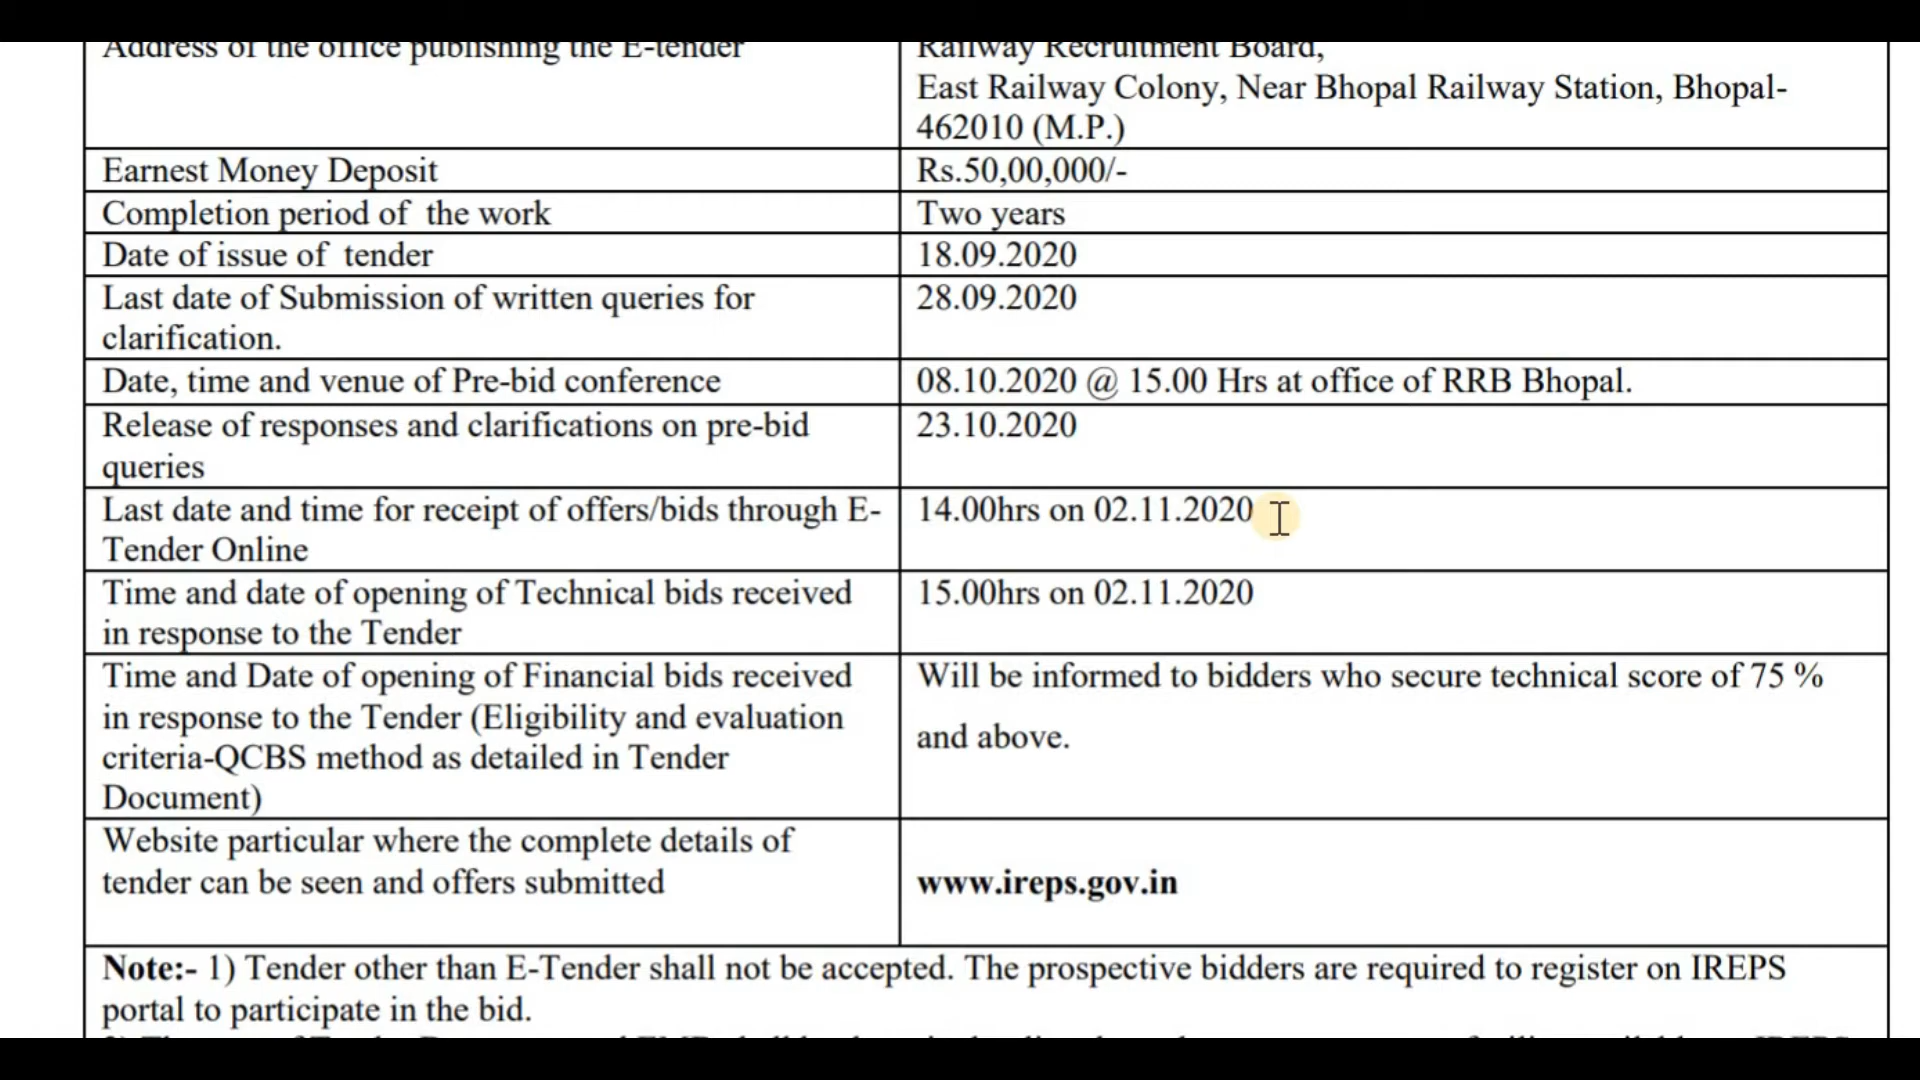 Address of the office publishing the E-tender
Railway Recruitment Board,
East Railway Colony, Near Bhopal Railway Station, Bhopal-
462010 (M.P.)
Earnest Money Deposit
Rs.50,00,000/-
Completion period of the work
Two years
Date of issue of tender
18.09.2020
Last date of Submission of written queries for
clarification.
28.09.2020
Date, time and venue of Pre-bid conference
08.10.2020 @ 15.00 Hrs at office of RRB Bhopal.
Release of responses and clarifications on pre-bid
queries
23.10.2020
Last date and time for receipt of offers/bids through E-
Tender Online
14.00hrs on 02.11.2020
Time and date of opening of Technical bids received
in response to the Tender
15.00hrs on 02.11.2020
Time and Date of opening of Financial bids received
in response to the Tender (Eligibility and evaluation
criteria-QCBS method as detailed in Tender
Document)
Will be informed to bidders who secure technical score of 75 %
and above.
Website particular where the complete details of
tender can be seen and offers submitted
www.ireps.gov.in
Note:- 1) Tender other than E-Tender shall not be accepted. The prospective bidders are required to register on IREPS
portal to participate in the bid.